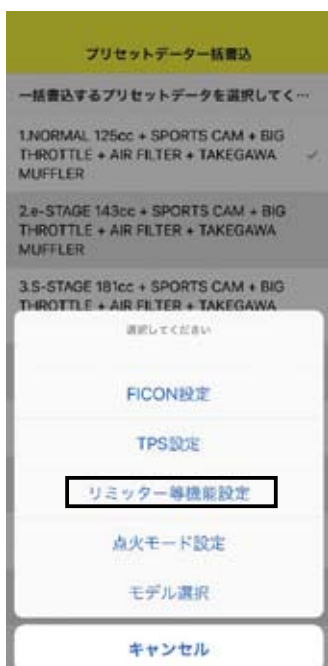 プリセットデーター括書込
一括書込するプリセットデータを選択してく…
1.NORMAL 125cc + SPORTS CAM + BIG
THROTTLE + AIR FILTER + TAKEGAWA
MUFFLER
2.e-STAGE 143cc + SPORTS CAM + BIG
THROTTLE + AIR FILTER + TAKEGAWA
MUFFLER
3.S-STAGE 181cc + SPORTS CAM + BIG
THROTTLE + AIR FILTER + TAKEGAWA
選択してください
FICON設定
TPS設定
リミッター等機能設定
点火モード設定
モデル選択
キャンセル